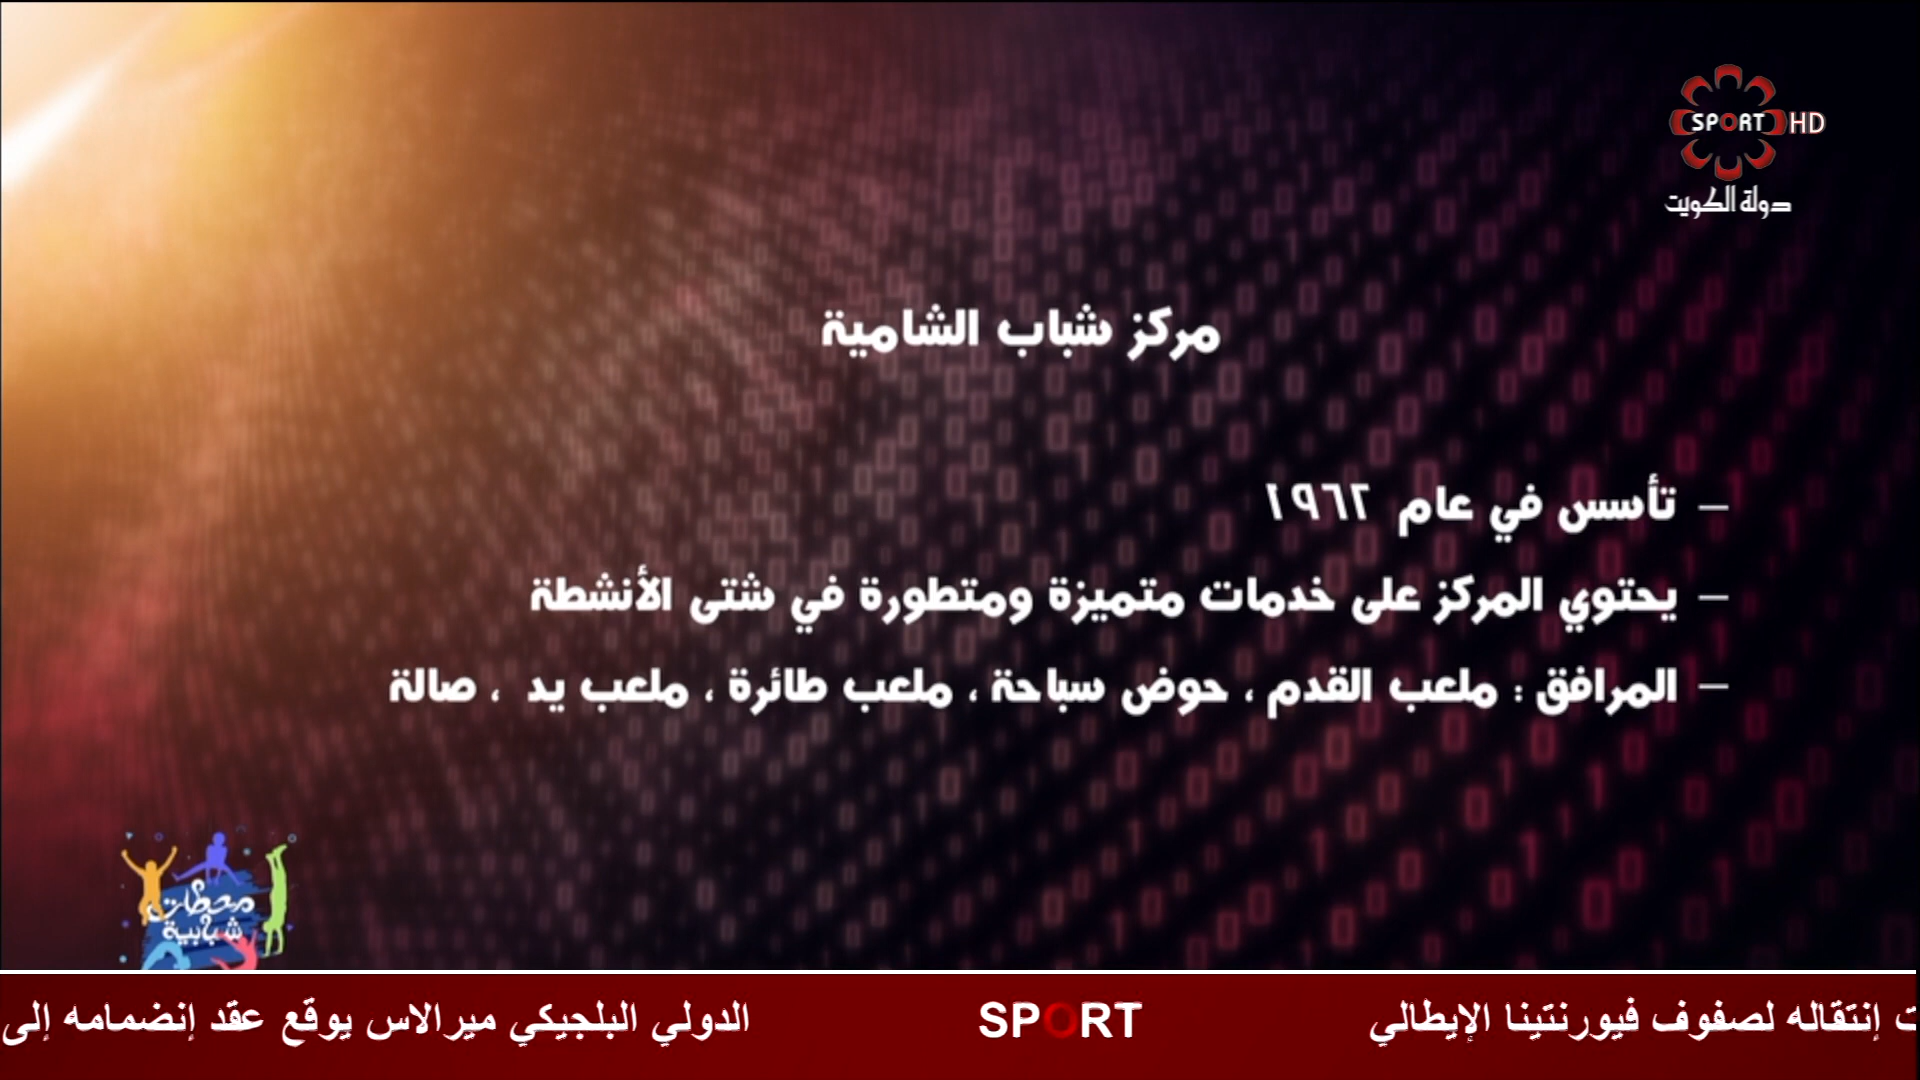 SPORT HD
دولة الكويت
مركز شباب الشامية
– تأسس في عام ١٩٦٢
– يحتوي المركز على خدمات متميزة ومتطورة في شتى الأنشطة
– المرافق : ملعب القدم ، حوض سباحة ، ملعب طائرة ، ملعب يد ، صالة
محطات
شبابية
ت إنتقاله لصفوف فيورنتينا الإيطالي SPORT الدولي البلجيكي ميرالاس يوقع عقد إنضمامه إلى